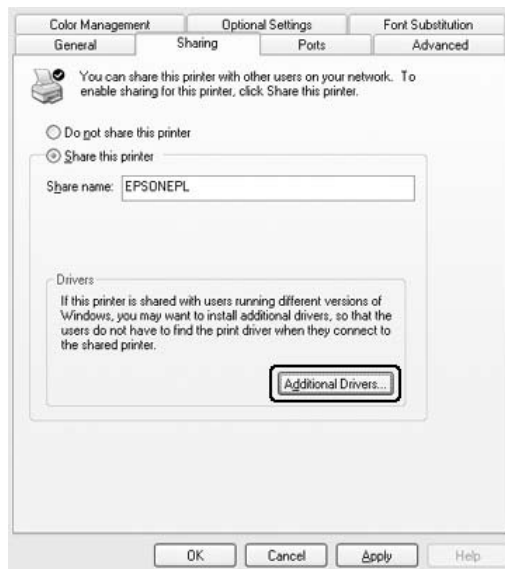 Color Management Optional Settings Font Substitution
General Sharing Ports Advanced
You can share this printer with other users on your network. To
enable sharing for this printer, click Share this printer.
Do not share this printer
Share this printer
Share name: EPSONEPL
Drivers
If this printer is shared with users running different versions of
Windows, you may want to install additional drivers, so that the
users do not have to find the print driver when they connect to
the shared printer.
Additional Drivers...
OK Cancel Apply Help